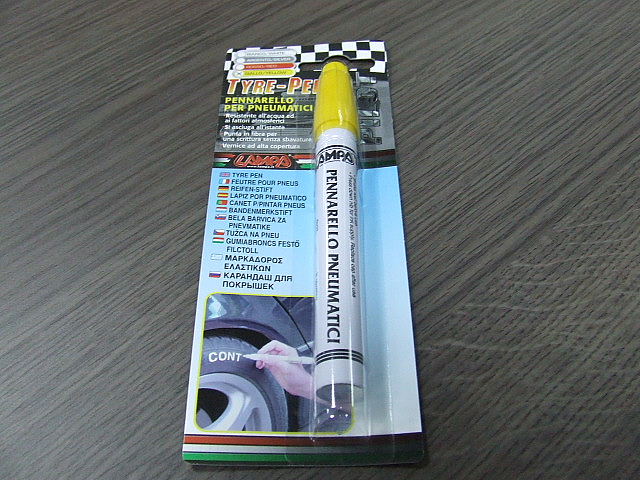 BIANCO/WHITE
ARGENTO/SILVER
ROSSO/RED
GIALLO/YELLOW
TYRE-PEN
PENNARELLO
PER PNEUMATICI
Resistente all'acqua ed
ai fattori atmosferici
Si asciuga all'istante
Punta in fibra per
una scrittura senza sbavature
Vernice ad alta copertura
LAMPA
TYRE PEN
FEUTRE POUR PNEUS
REIFEN-STIFT
LAPIZ POR PNEUMATICO
CANET P/PINTAR PNEUS
BANDENMERKSTIFT
BELA BARVICA ZA
PNEVMATIKE
TUŽCA NA PNEU
GUMIABRONCS FESTŐ
FILCTOLL
ΜΑΡΚΑΔΟΡΟΣ
ΕΛΑΣΤΙΚΩΝ
КАРАНДАШ ДЛЯ
ПОКРЫШЕК
CONT
LAMPA
PENNARELLO PNEUMATICI